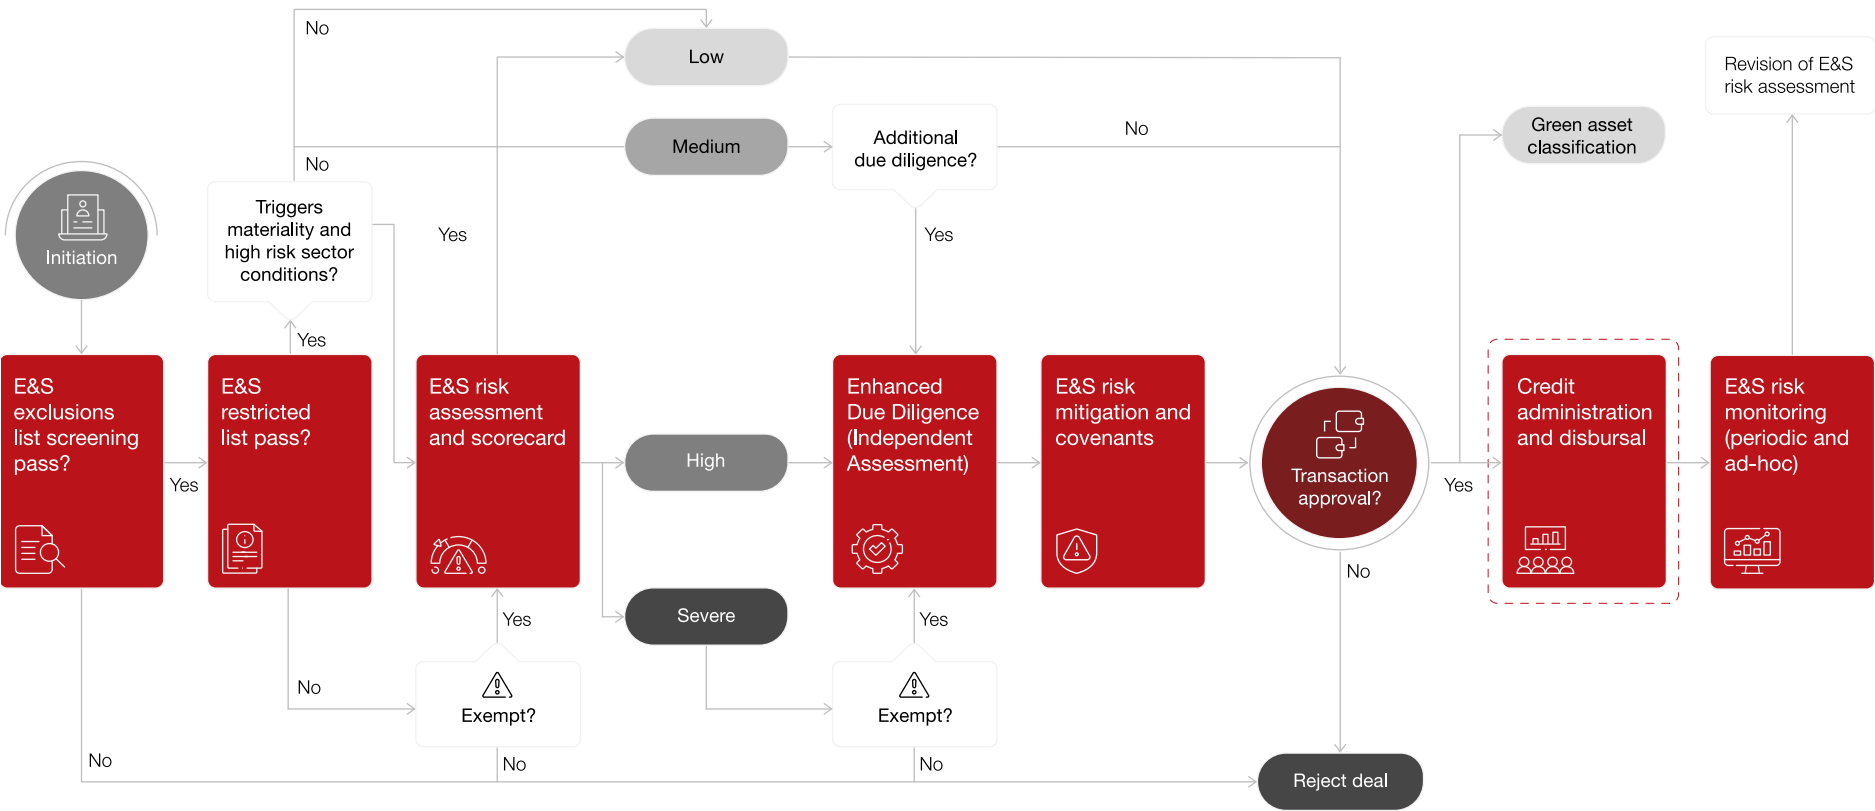 No
Low
Revision of E&S
risk assessment
Medium
Additional
due diligence?
No
Green asset
classification
No
Triggers
materiality and
high risk sector
conditions?
Initiation
Yes
Yes
Yes
E&S
exclusions
list screening
pass?
Yes
E&S
restricted
list pass?
E&S risk
assessment
and scorecard
High
Enhanced
Due Diligence
(Independent
Assessment)
E&S risk
mitigation and
covenants
Transaction
approval?
Yes
Credit
administration
and disbursal
E&S risk
monitoring
(periodic and
ad-hoc)
No
Yes
Severe
Yes
No
Exempt?
Exempt?
No
No
No
Reject deal